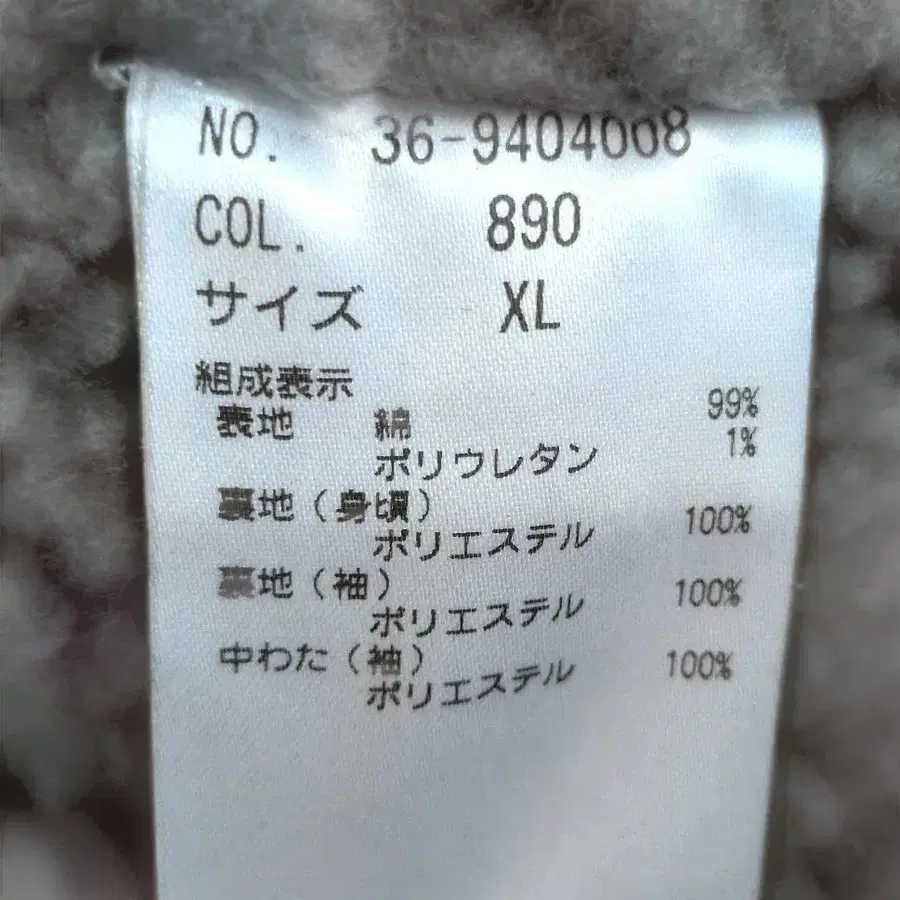 NO. 36-9404008
COL. 890
サイズ XL
組成表示
表地 綿 99%
ポリウレタン 1%
裏地(身頃)
ポリエステル 100%
裏地(袖)
ポリエステル 100%
中わた(袖)
ポリエステル 100%